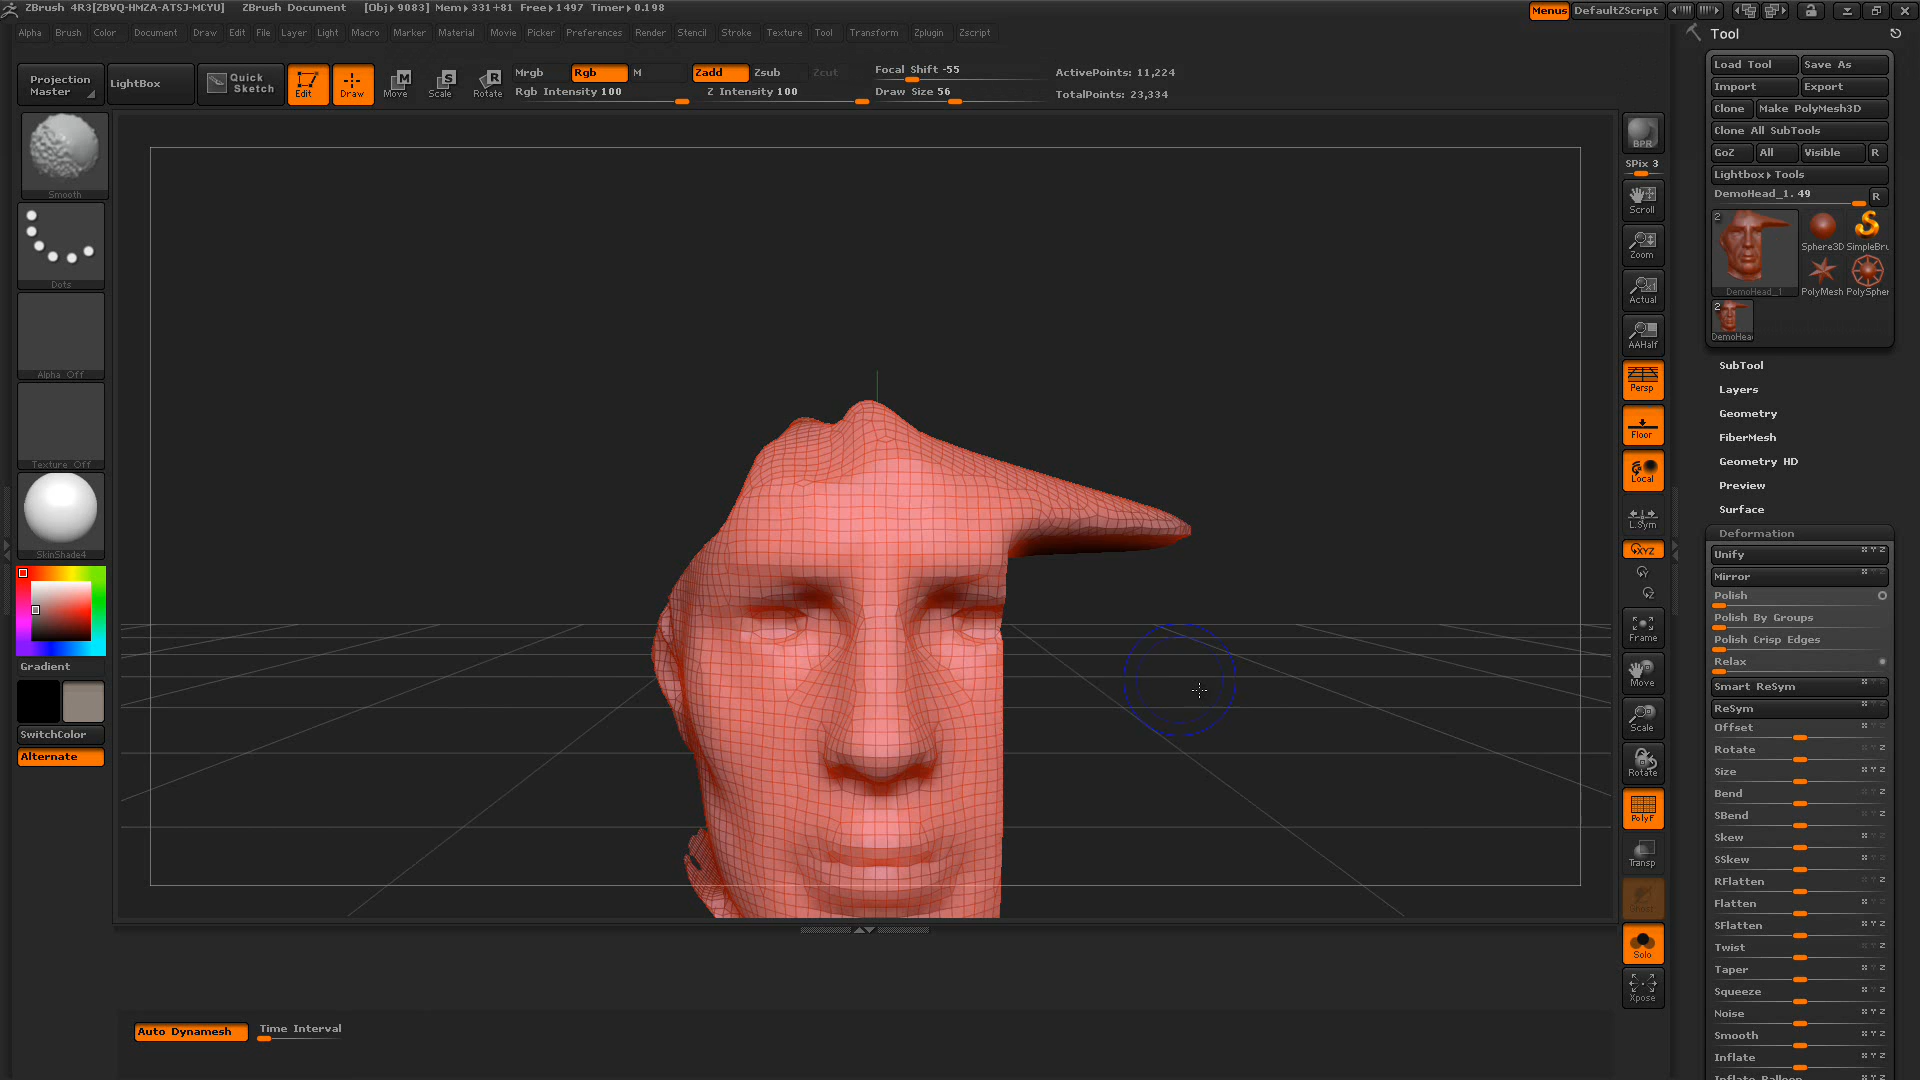 ZBrush 4R3[ZBVQ-HMZA-ATSJ-MCYU] ZBrush Document [Obj▸ 9083] Mem▸331+81 Free▸1497 Timer▸0.198 Menus DefaultZScript
Alpha Brush Color Document Draw Edit File Layer Light Macro Marker Material Movie Picker Preferences Render Stencil Stroke Texture Tool Transform Zplugin Zscript
Projection Master
LightBox
Quick Sketch
Edit
Draw
Move
Scale
Rotate
Mrgb Rgb M
Rgb Intensity 100
Zadd Zsub Zcut
Z Intensity 100
Focal Shift -55
Draw Size 56
ActivePoints: 11,224
TotalPoints: 23,334
Smooth
Dots
Alpha Off
Texture Off
SkinShade4
Gradient
SwitchColor
Alternate
Auto Dynamesh
Time Interval
BPR
SPix 3
Scroll
Zoom
Actual
AAHalf
Persp
Floor
Local
L.Sym
XYZ
Y
Z
Frame
Move
Scale
Rotate
PolyF
Transp
Ghost
Solo
Xpose
Tool
Load Tool Save As
Import Export
Clone Make PolyMesh3D
Clone All SubTools
GoZ All Visible R
Lightbox▸Tools
DemoHead_1. 49 R
2
DemoHead_1
Sphere3D
SimpleBru
PolyMesh
PolySpher
2
DemoHea
SubTool
Layers
Geometry
FiberMesh
Geometry HD
Preview
Surface
Deformation
Unify X Y Z
Mirror X Y Z
Polish
Polish By Groups
Polish Crisp Edges
Relax
Smart ReSym X Y Z
ReSym X Y Z
Offset X Y Z
Rotate X Y Z
Size X Y Z
Bend X Y Z
SBend X Y Z
Skew X Y Z
SSkew X Y Z
RFlatten X Y Z
Flatten X Y Z
SFlatten X Y Z
Twist X Y Z
Taper X Y Z
Squeeze X Y Z
Noise X Y Z
Smooth X Y Z
Inflate X Y Z
Inflate Balloon